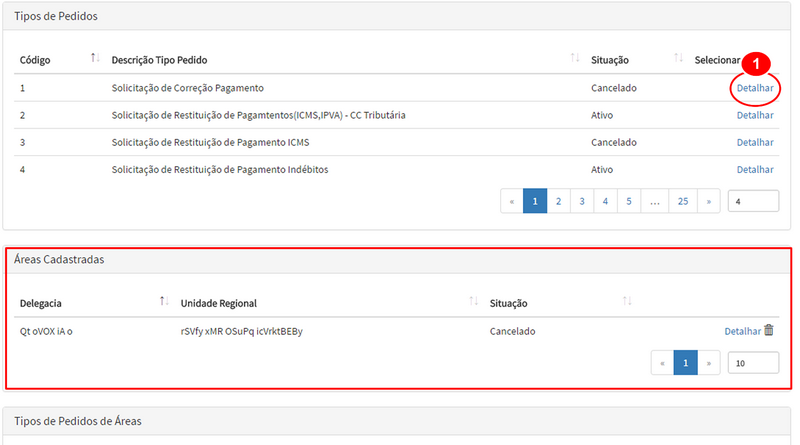 Tipos de Pedidos
Código Descrição Tipo Pedido Situação Selecionar
1
1 Solicitação de Correção Pagamento Cancelado Detalhar
2 Solicitação de Restituição de Pagamtentos(ICMS,IPVA) - CC Tributária Ativo Detalhar
3 Solicitação de Restituição de Pagamento ICMS Cancelado Detalhar
4 Solicitação de Restituição de Pagamento Indébitos Ativo Detalhar
« 1 2 3 4 5 ... 25 » 4
Áreas Cadastradas
Delegacia Unidade Regional Situação
Qt oVOX iA o rSVfy xMR OSuPq icVrktBEBy Cancelado Detalhar
« 1 » 10
Tipos de Pedidos de Áreas